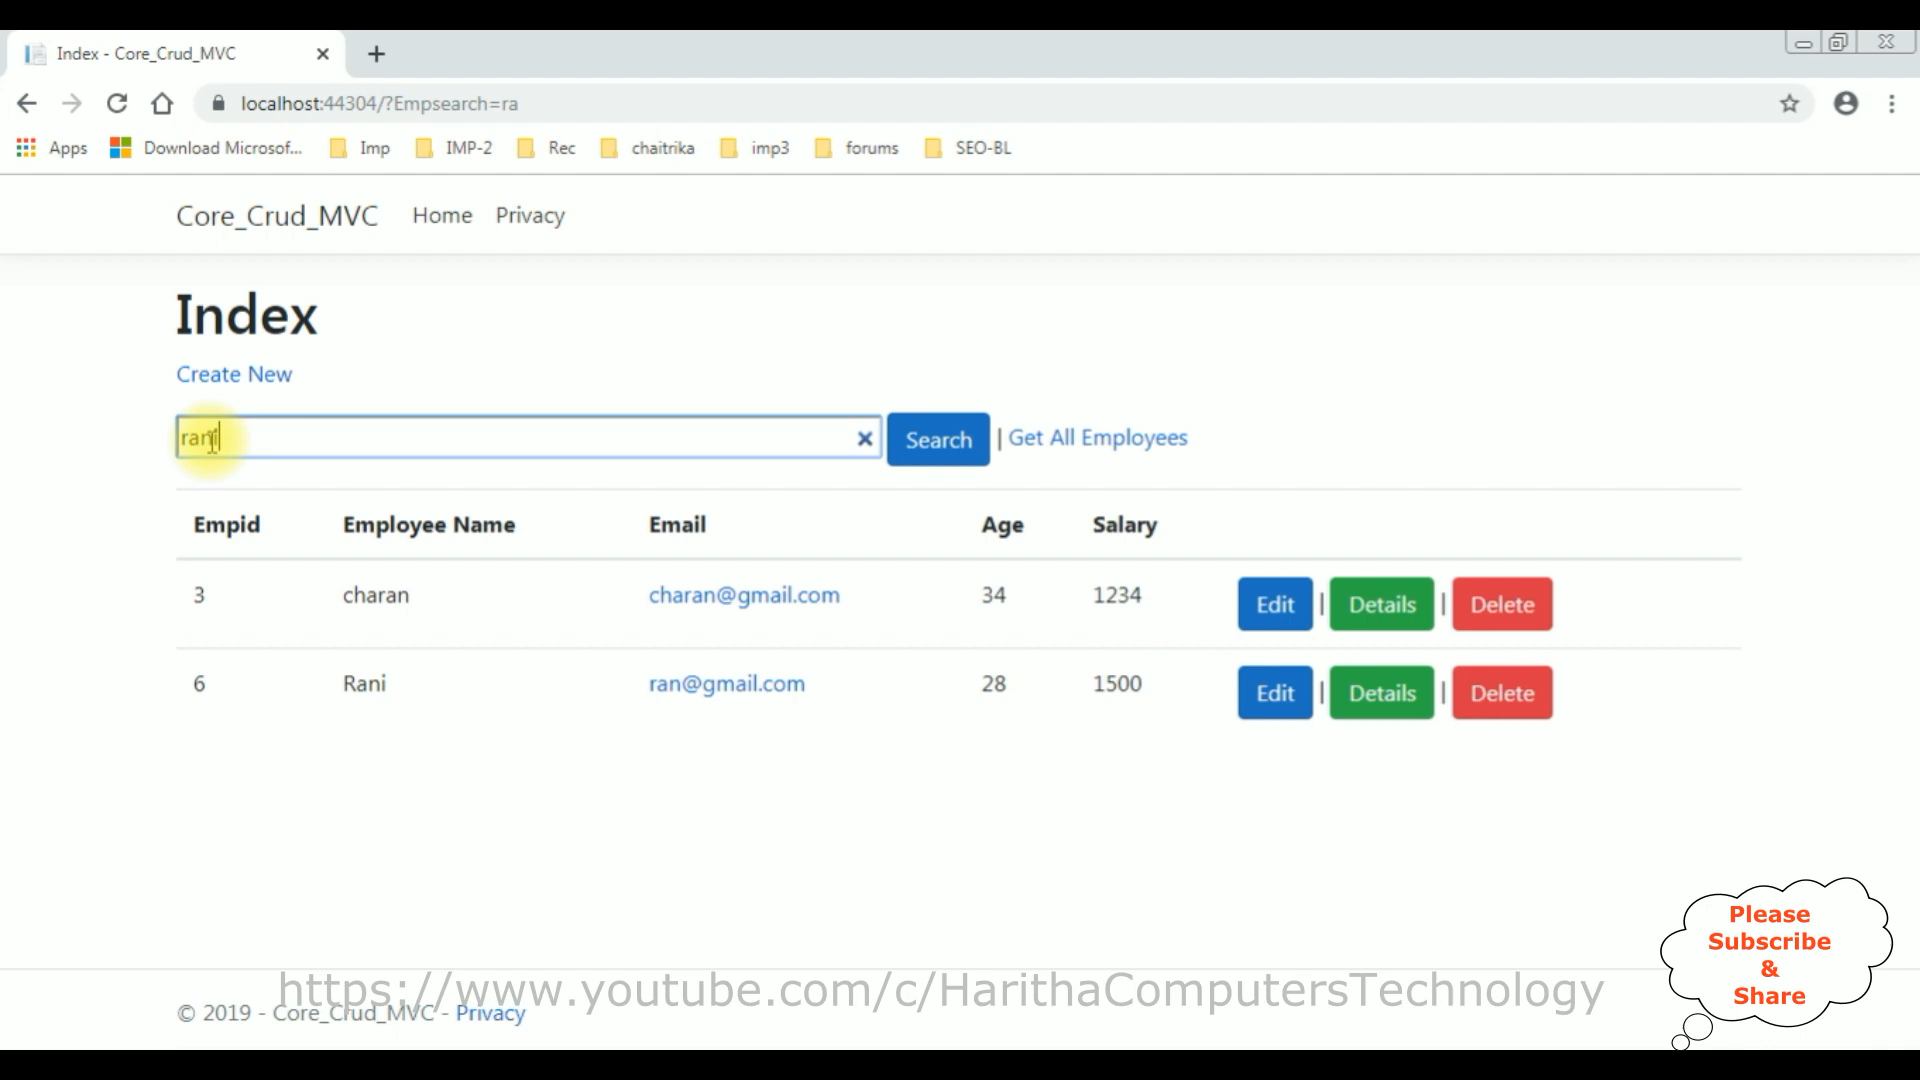 Index - Core_Crud_MVC
localhost:44304/?Empsearch=ra
Apps Download Microsof... Imp IMP-2 Rec chaitrika imp3 forums SEO-BL
Core_Crud_MVC Home Privacy
Index
Create New
rani Search | Get All Employees
Empid Employee Name Email Age Salary
3 charan charan@gmail.com 34 1234 Edit | Details | Delete
6 Rani ran@gmail.com 28 1500 Edit | Details | Delete
Please
Subscribe
&
Share
https://www.youtube.com/c/HarithaComputersTechnology
© 2019 - Core_Crud_MVC - Privacy